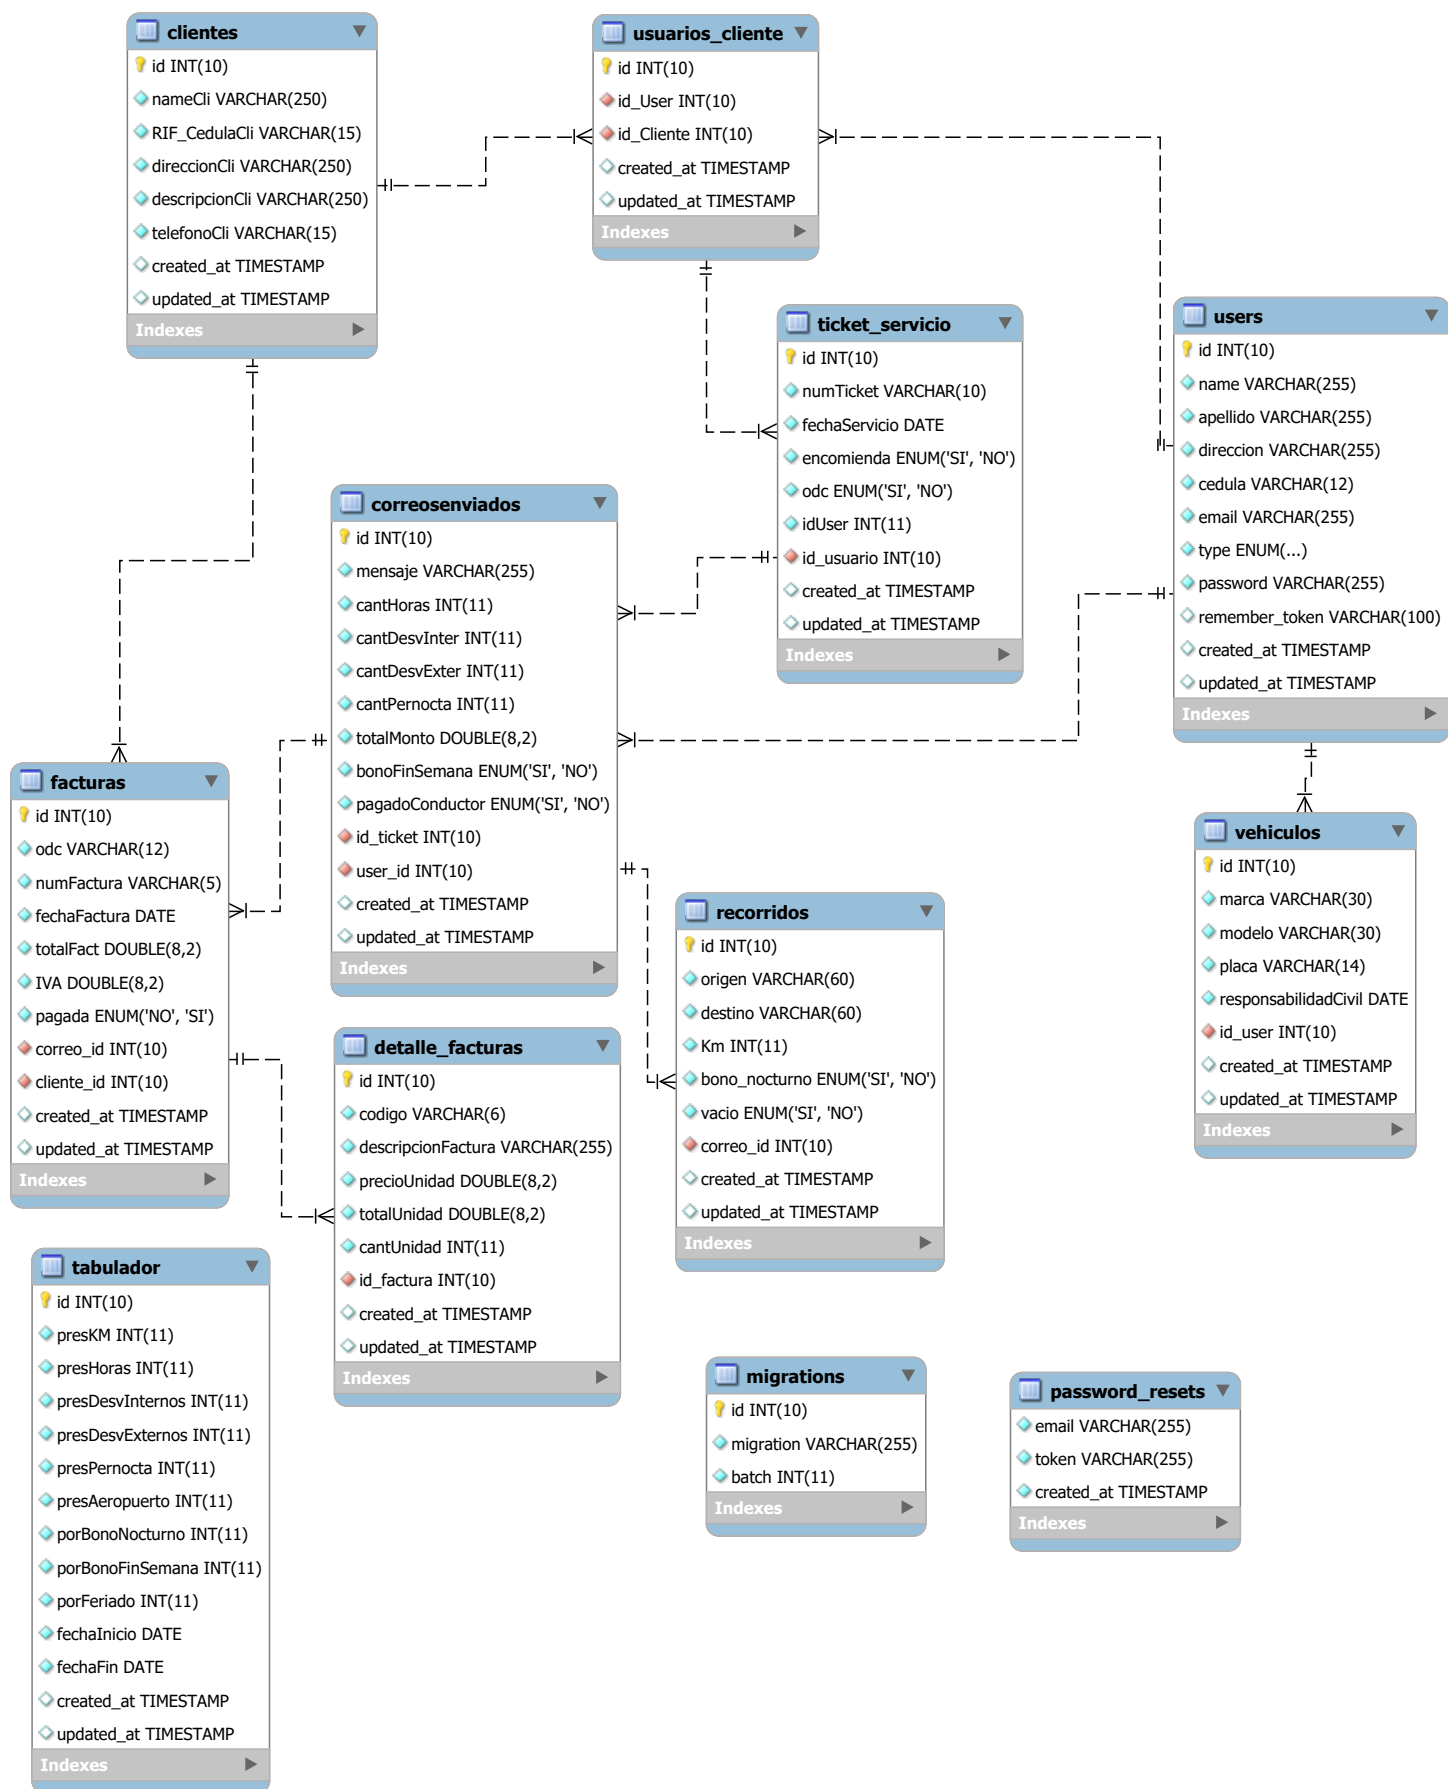 clientes
id INT(10)
nameCli VARCHAR(250)
RIF_CedulaCli VARCHAR(15)
direccionCli VARCHAR(250)
descripcionCli VARCHAR(250)
telefonoCli VARCHAR(15)
created_at TIMESTAMP
updated_at TIMESTAMP
Indexes
usuarios_cliente
id INT(10)
id_User INT(10)
id_Cliente INT(10)
created_at TIMESTAMP
updated_at TIMESTAMP
Indexes
ticket_servicio
id INT(10)
numTicket VARCHAR(10)
fechaServicio DATE
encomienda ENUM('SI', 'NO')
odc ENUM('SI', 'NO')
idUser INT(11)
id_usuario INT(10)
created_at TIMESTAMP
updated_at TIMESTAMP
Indexes
users
id INT(10)
name VARCHAR(255)
apellido VARCHAR(255)
direccion VARCHAR(255)
cedula VARCHAR(12)
email VARCHAR(255)
type ENUM(...)
password VARCHAR(255)
remember_token VARCHAR(100)
created_at TIMESTAMP
updated_at TIMESTAMP
Indexes
correosenviados
id INT(10)
mensaje VARCHAR(255)
cantHoras INT(11)
cantDesvInter INT(11)
cantDesvExter INT(11)
cantPernocta INT(11)
totalMonto DOUBLE(8,2)
bonoFinSemana ENUM('SI', 'NO')
pagadoConductor ENUM('SI', 'NO')
id_ticket INT(10)
user_id INT(10)
created_at TIMESTAMP
updated_at TIMESTAMP
Indexes
facturas
id INT(10)
odc VARCHAR(12)
numFactura VARCHAR(5)
fechaFactura DATE
totalFact DOUBLE(8,2)
IVA DOUBLE(8,2)
pagada ENUM('NO', 'SI')
correo_id INT(10)
cliente_id INT(10)
created_at TIMESTAMP
updated_at TIMESTAMP
Indexes
vehiculos
id INT(10)
marca VARCHAR(30)
modelo VARCHAR(30)
placa VARCHAR(14)
responsabilidadCivil DATE
id_user INT(10)
created_at TIMESTAMP
updated_at TIMESTAMP
Indexes
recorridos
id INT(10)
origen VARCHAR(60)
destino VARCHAR(60)
Km INT(11)
bono_nocturno ENUM('SI', 'NO')
vacio ENUM('SI', 'NO')
correo_id INT(10)
created_at TIMESTAMP
updated_at TIMESTAMP
Indexes
detalle_facturas
id INT(10)
codigo VARCHAR(6)
descripcionFactura VARCHAR(255)
precioUnidad DOUBLE(8,2)
totalUnidad DOUBLE(8,2)
cantUnidad INT(11)
id_factura INT(10)
created_at TIMESTAMP
updated_at TIMESTAMP
Indexes
tabulador
id INT(10)
presKM INT(11)
presHoras INT(11)
presDesvInternos INT(11)
presDesvExternos INT(11)
presPernocta INT(11)
presAeropuerto INT(11)
porBonoNocturno INT(11)
porBonoFinSemana INT(11)
porFeriado INT(11)
fechaInicio DATE
fechaFin DATE
created_at TIMESTAMP
updated_at TIMESTAMP
Indexes
migrations
id INT(10)
migration VARCHAR(255)
batch INT(11)
Indexes
password_resets
email VARCHAR(255)
token VARCHAR(255)
created_at TIMESTAMP
Indexes